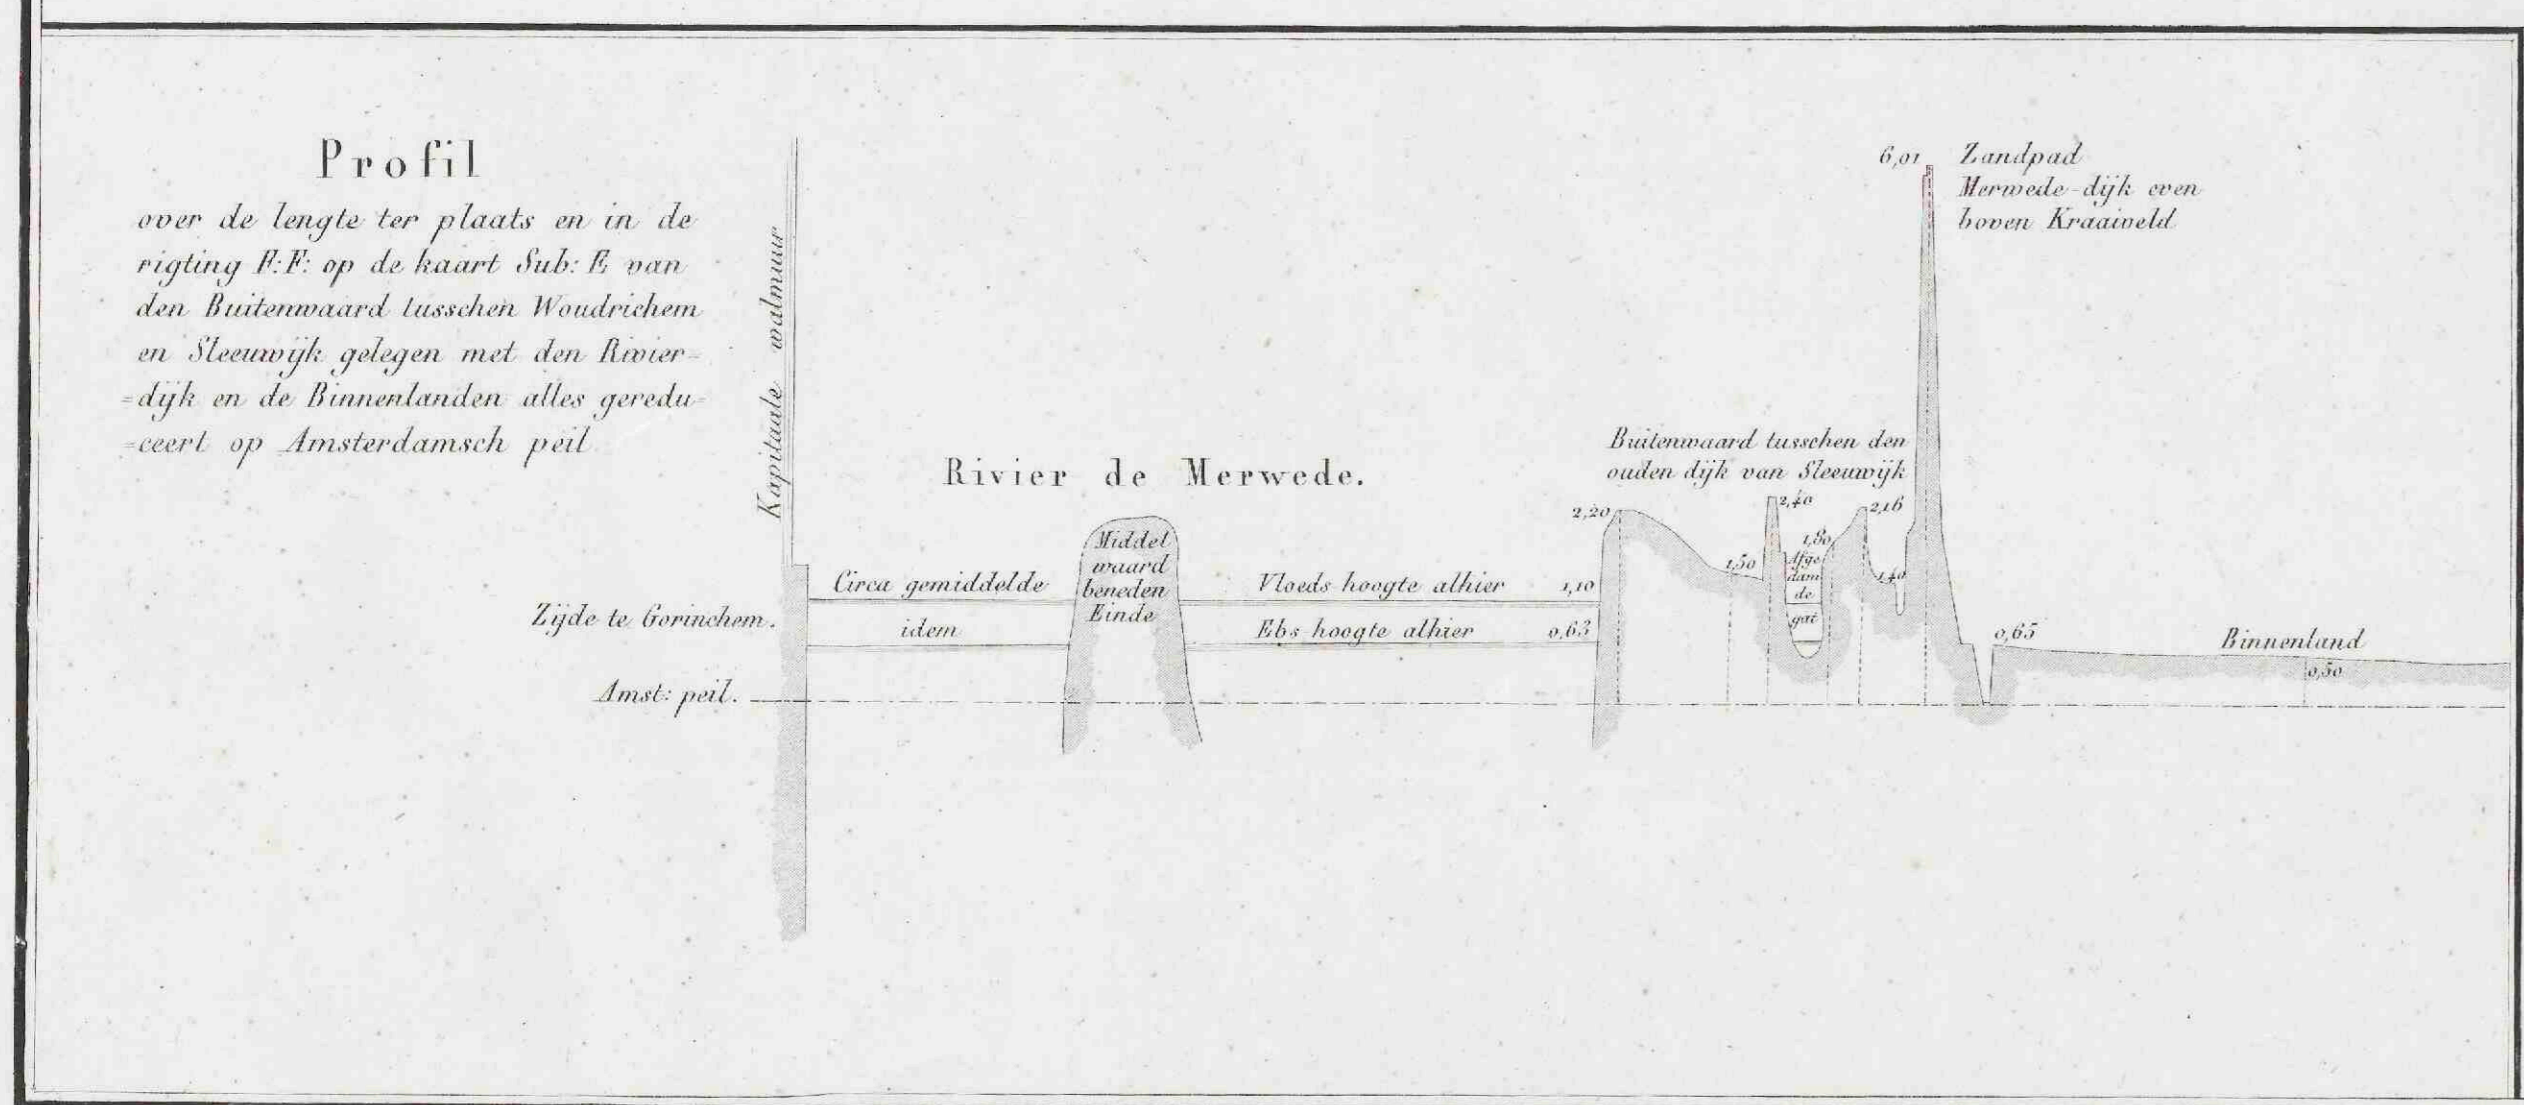 Profil
over de lengte ter plaats en in de
rigting F:F: op de kaart Sub: E van
den Buitenwaard tusschen Woudrichem
en Sleeuwijk gelegen met den Rivier-
=dijk en de Binnenlanden alles geredu=
=ceert op Amsterdamsch peil
Kapitaale walmuur
Zijde te Gorinchem.
Amst: peil.
Rivier de Merwede.
Circa gemiddelde
idem
Middel
waard
beneden
Einde
Vloeds hoogte alhier 1,10
Ebs hoogte alhier 0,63
6,01
Zandpad
Merwede-dijk even
boven Kraaiveld
Buitenwaard tusschen den
ouden dijk van Sleeuwijk
2,20
1,50
2,40
1,80
Afge
dam
de
gat
2,16
1,40
0,65
Binnenland
0,50